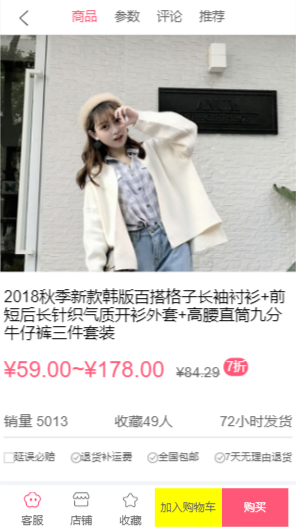 商品 参数 评论 推荐
2018秋季新款韩版百搭格子长袖衬衫+前
短后长针织气质开衫外套+高腰直筒九分
牛仔裤三件套装
¥59.00~¥178.00 ¥84.29 7折
销量 5013 收藏49人 72小时发货
延误必赔 退货补运费 全国包邮 7天无理由退货
客服 店铺 收藏 加入购物车 购买